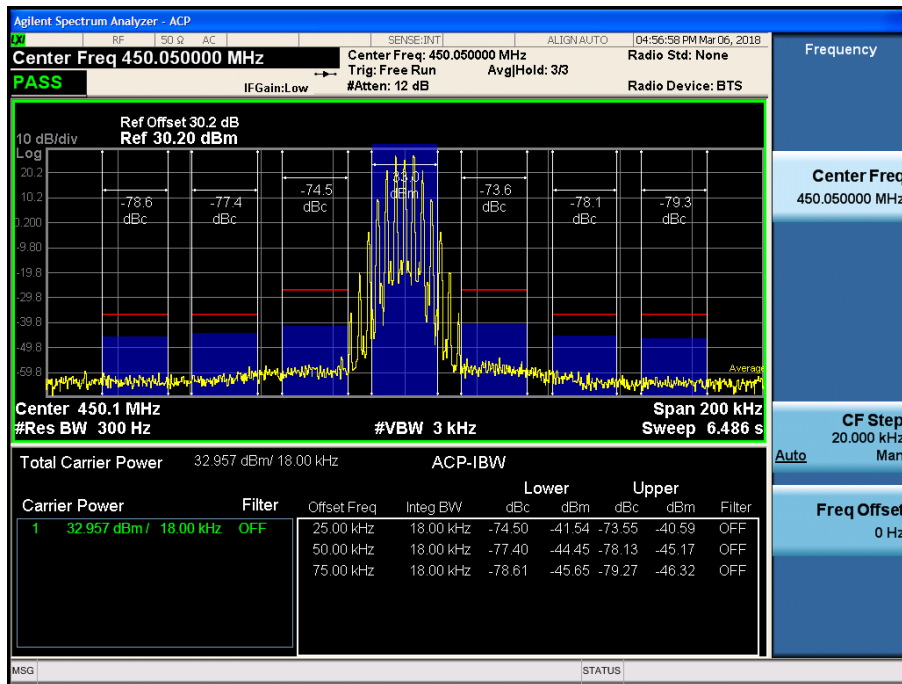 Agilent Spectrum Analyzer - ACP
LXI RF 50 Ω AC SENSE:INT ALIGN AUTO 04:56:58 PM Mar 06, 2018
Center Freq 450.050000 MHz
Center Freq: 450.050000 MHz
Radio Std: None
Trig: Free Run Avg|Hold: 3/3
PASS
IFGain:Low
#Atten: 12 dB
Radio Device: BTS
Frequency
Ref Offset 30.2 dB
10 dB/div Ref 30.20 dBm
Log
20.2
10.2
0.200
-9.80
-19.8
-29.8
-39.8
-49.8
-59.8
-78.6 dBc
-77.4 dBc
-74.5 dBc
dBm
-73.6 dBc
-78.1 dBc
-79.3 dBc
Average
Center 450.1 MHz
Span 200 kHz
#Res BW 300 Hz
#VBW 3 kHz
Sweep 6.486 s
Center Freq
450.050000 MHz
CF Step
20.000 kHz
Auto Man
Freq Offset
0 Hz
Total Carrier Power 32.957 dBm/ 18.00 kHz
ACP-IBW
Lower Upper
Carrier Power Filter
Offset Freq Integ BW dBc dBm dBc dBm Filter
1 32.957 dBm / 18.00 kHz OFF
25.00 kHz 18.00 kHz -74.50 -41.54 -73.55 -40.59 OFF
50.00 kHz 18.00 kHz -77.40 -44.45 -78.13 -45.17 OFF
75.00 kHz 18.00 kHz -78.61 -45.65 -79.27 -46.32 OFF
MSG
STATUS